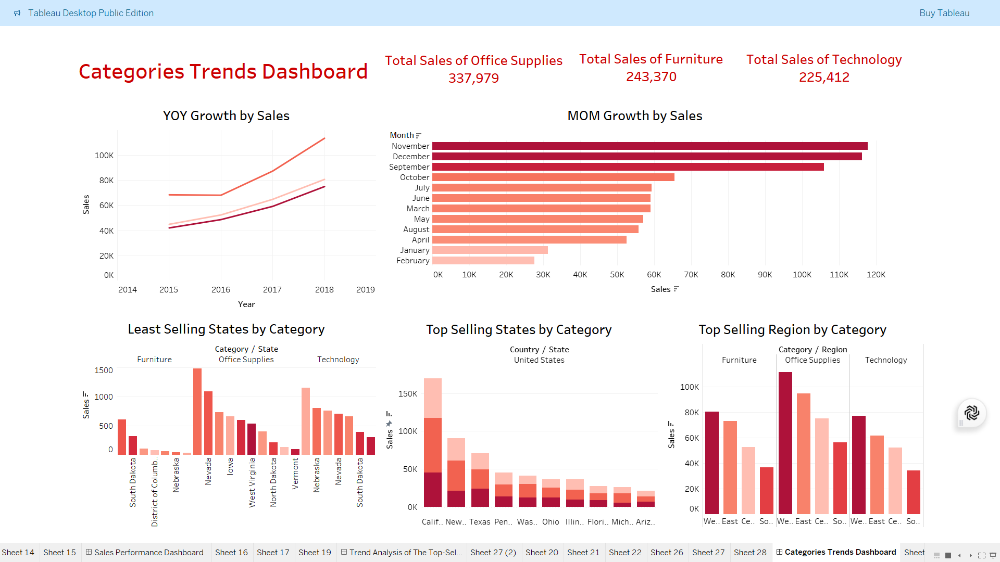 Tableau Desktop Public Edition
Buy Tableau
Categories Trends Dashboard
Total Sales of Office Supplies
337,979
Total Sales of Furniture
243,370
Total Sales of Technology
225,412
YOY Growth by Sales
Sales
100K
80K
60K
40K
20K
0K
2014 2015 2016 2017 2018 2019
Year
MOM Growth by Sales
Month
November
December
September
October
July
June
March
May
August
April
January
February
0K 10K 20K 30K 40K 50K 60K 70K 80K 90K 100K 110K 120K
Sales
Least Selling States by Category
Category / State
Furniture Office Supplies Technology
Sales
1500
1000
500
0
South Dakota
District of Columb..
Nebraska
Nevada
Iowa
West Virginia
North Dakota
Vermont
Nebraska
Nevada
South Dakota
Top Selling States by Category
Country / State
United States
Sales
150K
100K
50K
0K
Calif.. New.. Texas Pen.. Was.. Ohio Illin.. Flori.. Mich.. Ariz..
Top Selling Region by Category
Category / Region
Furniture Office Supplies Technology
Sales
100K
80K
60K
40K
20K
0K
We.. East Ce.. So.. We.. East Ce.. So.. We.. East Ce.. So..
Sheet 14 Sheet 15 Sales Performance Dashboard Sheet 16 Sheet 17 Sheet 19 Trend Analysis of The Top-Sel... Sheet 27 (2) Sheet 20 Sheet 21 Sheet 22 Sheet 26 Sheet 27 Sheet 28 Categories Trends Dashboard Sheet